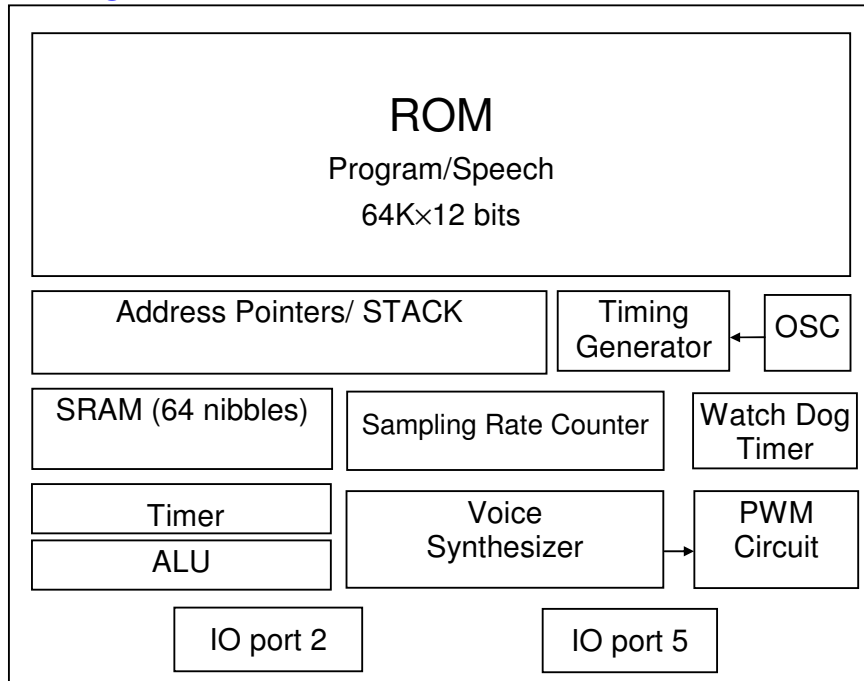 ROM
Program/Speech
64K×12 bits
Address Pointers/ STACK
Timing
Generator
OSC
SRAM (64 nibbles)
Sampling Rate Counter
Watch Dog
Timer
Timer
ALU
Voice
Synthesizer
PWM
Circuit
IO port 2
IO port 5